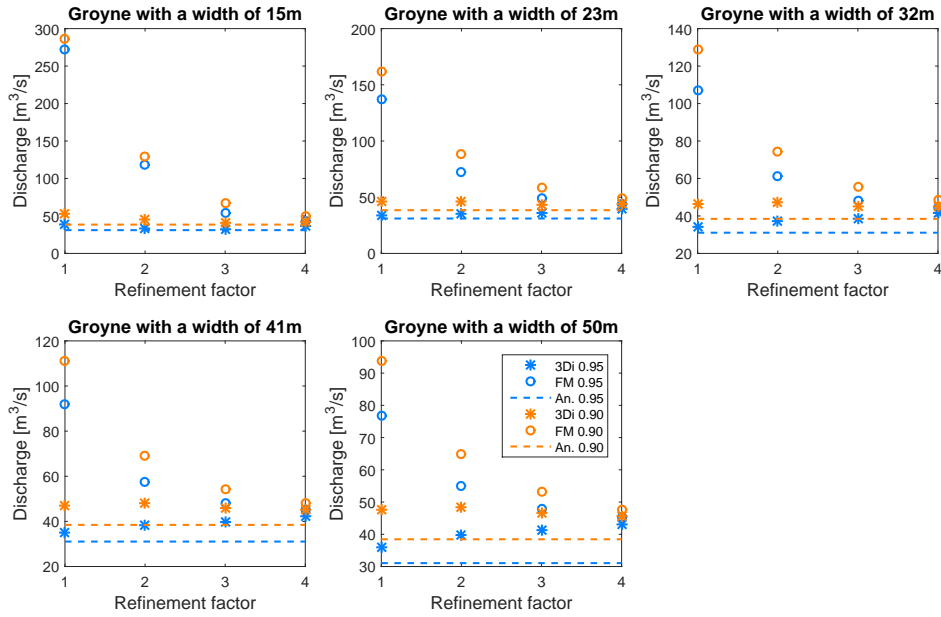 Groyne with a width of 15m
300
250
200
150
100
50
0
Discharge [m³/s]
1 2 3 4
Refinement factor
Groyne with a width of 23m
200
150
100
50
0
Discharge [m³/s]
1 2 3 4
Refinement factor
Groyne with a width of 32m
140
120
100
80
60
40
20
Discharge [m³/s]
1 2 3 4
Refinement factor
Groyne with a width of 41m
120
100
80
60
40
20
Discharge [m³/s]
1 2 3 4
Refinement factor
Groyne with a width of 50m
100
90
80
70
60
50
40
30
Discharge [m³/s]
1 2 3 4
Refinement factor
3Di 0.95
FM 0.95
An. 0.95
3Di 0.90
FM 0.90
An. 0.90